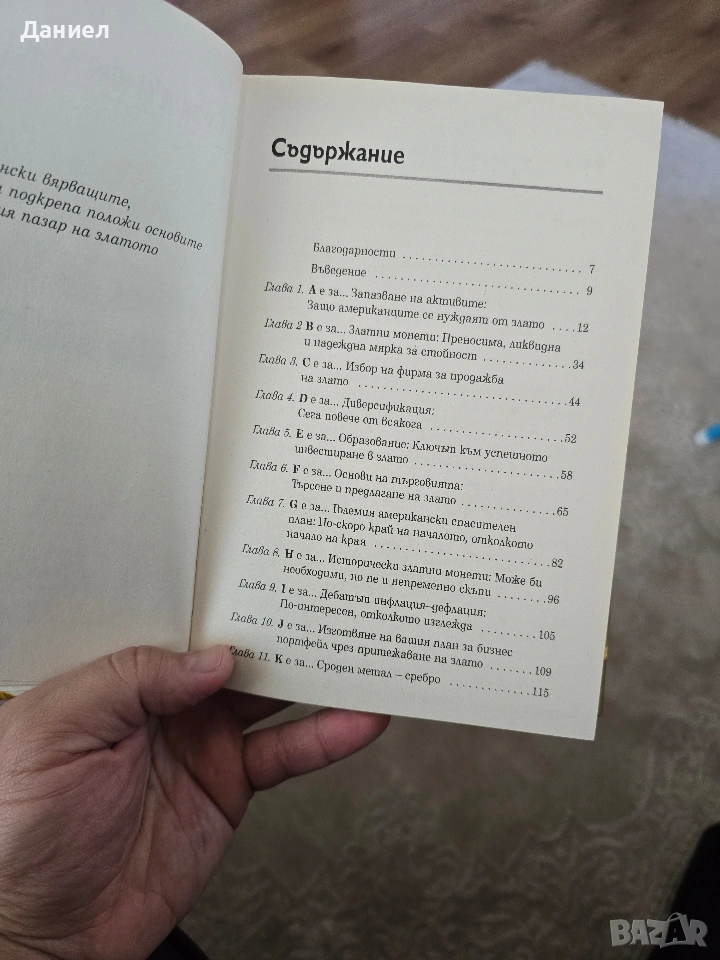 Даниел
нски вярващите,
подкрепа положи основите
ия пазар на златото
Съдържание
Благодарности 7
Въведение 9
Глава 1. А е за... Запазване на активите:
Защо американците се нуждаят от злато 12
Глава 2 B е за... Златни монети: Преносима, ликвидна
и надеждна мярка за стойност 34
Глава 3. C е за... Избор на фирма за продажба
на злато 44
Глава 4. D е за... Диверсификация:
Сега повече от всякога 52
Глава 5. E е за... Образование: Ключът към успешното
инвестиране в злато 58
Глава 6. F е за... Основи на търговията:
Търсене и предлагане на злато 65
Глава 7. G е за... Големия американски спасителен
план: По-скоро край на началото, отколкото
начало на края 82
Глава 8. H е за... Исторически златни монети: Може би
необходими, но не и непременно скъпи 96
Глава 9. I е за... Дебатът инфлация-дефлация:
По-интересен, отколкото изглежда 105
Глава 10. J е за... Изготвяне на вашия план за бизнес
портфейл чрез притежаване на злато 109
Глава 11. K е за... Сроден метал – сребро 115
BAZAR